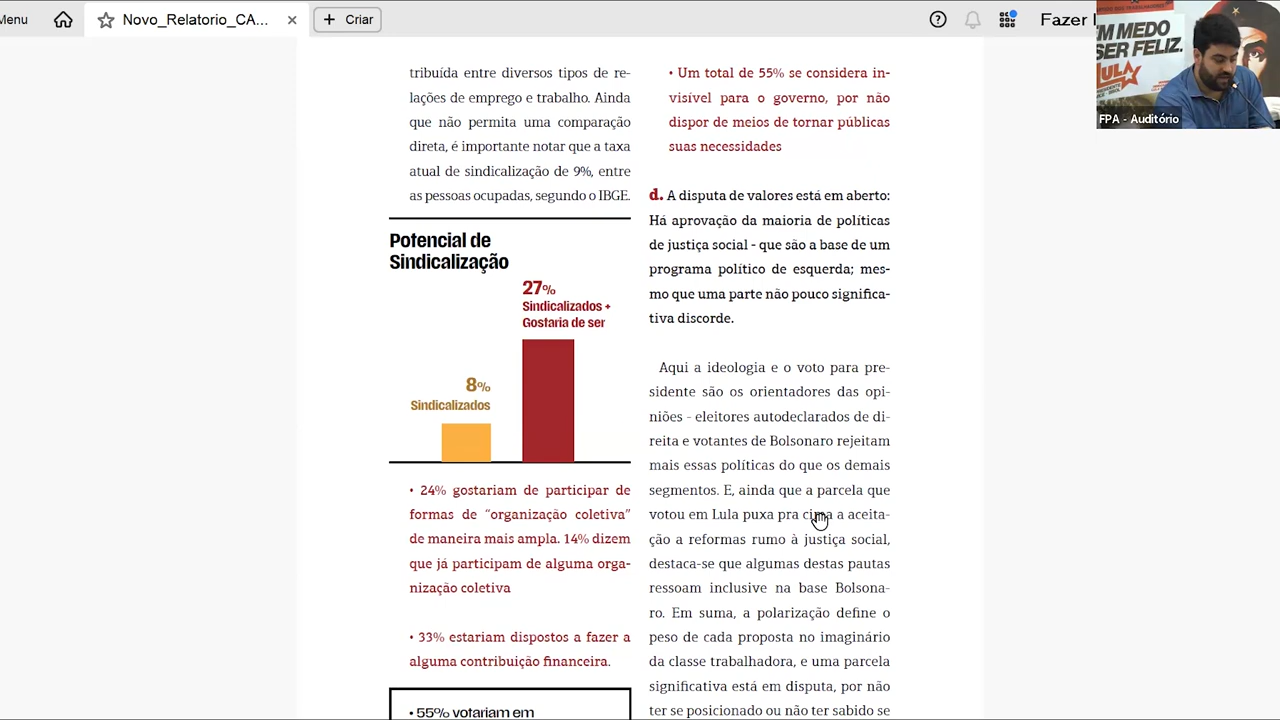 Menu
Novo_Relatorio_CA...
Criar
Fazer
EM MEDO
SER FELIZ.
LULA
FPA - Auditório
tribuída entre diversos tipos de re-
lações de emprego e trabalho. Ainda
que não permita uma comparação
direta, é importante notar que a taxa
atual de sindicalização de 9%, entre
as pessoas ocupadas, segundo o IBGE.
Potencial de
Sindicalização
27%
Sindicalizados +
Gostaria de ser
8%
Sindicalizados
• 24% gostariam de participar de
formas de “organização coletiva”
de maneira mais ampla. 14% dizem
que já participam de alguma orga-
nização coletiva
• 33% estariam dispostos a fazer a
alguma contribuição financeira.
• 55% votariam em
• Um total de 55% se considera in-
visível para o governo, por não
dispor de meios de tornar públicas
suas necessidades
d. A disputa de valores está em aberto:
Há aprovação da maioria de políticas
de justiça social - que são a base de um
programa político de esquerda; mes-
mo que uma parte não pouco significa-
tiva discorde.
Aqui a ideologia e o voto para pre-
sidente são os orientadores das opi-
niões - eleitores autodeclarados de di-
reita e votantes de Bolsonaro rejeitam
mais essas políticas do que os demais
segmentos. E, ainda que a parcela que
votou em Lula puxa pra cima a aceita-
ção a reformas rumo à justiça social,
destaca-se que algumas destas pautas
ressoam inclusive na base Bolsona-
ro. Em suma, a polarização define o
peso de cada proposta no imaginário
da classe trabalhadora, e uma parcela
significativa está em disputa, por não
ter se posicionado ou não ter sabido se